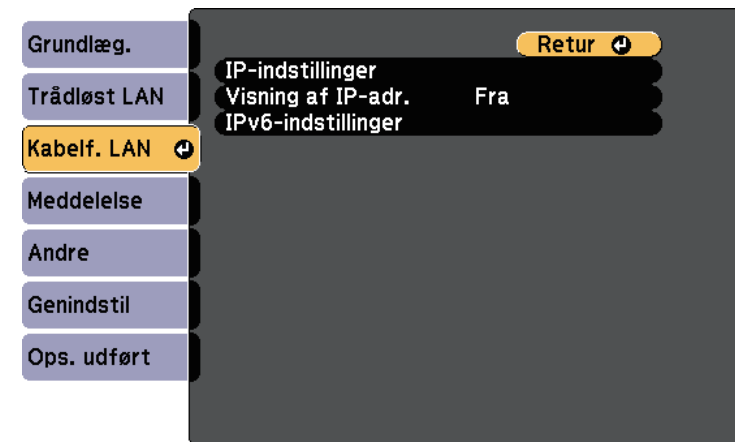 Grundlæg.
Trådløst LAN
Kabelf. LAN
Meddelelse
Andre
Genindstil
Ops. udført
Retur
IP-indstillinger
Visning af IP-adr. Fra
IPv6-indstillinger